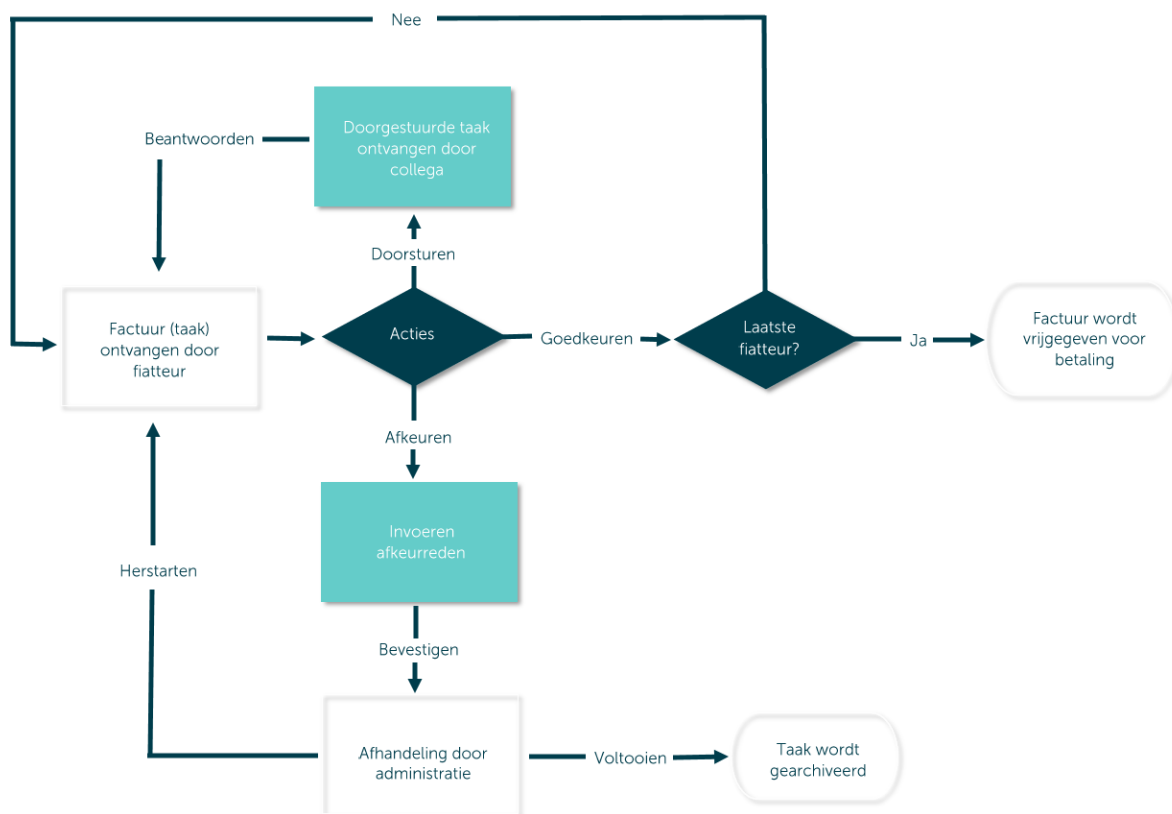 Nee
Doorgestuurde taak
ontvangen door
collega
Beantwoorden
Doorsturen
Factuur (taak)
ontvangen door
fiatteur
Acties
Goedkeuren
Laatste
fiatteur?
Ja
Factuur wordt
vrijgegeven voor
betaling
Afkeuren
Invoeren
afkeurreden
Herstarten
Bevestigen
Afhandeling door
administratie
Voltooien
Taak wordt
gearchiveerd